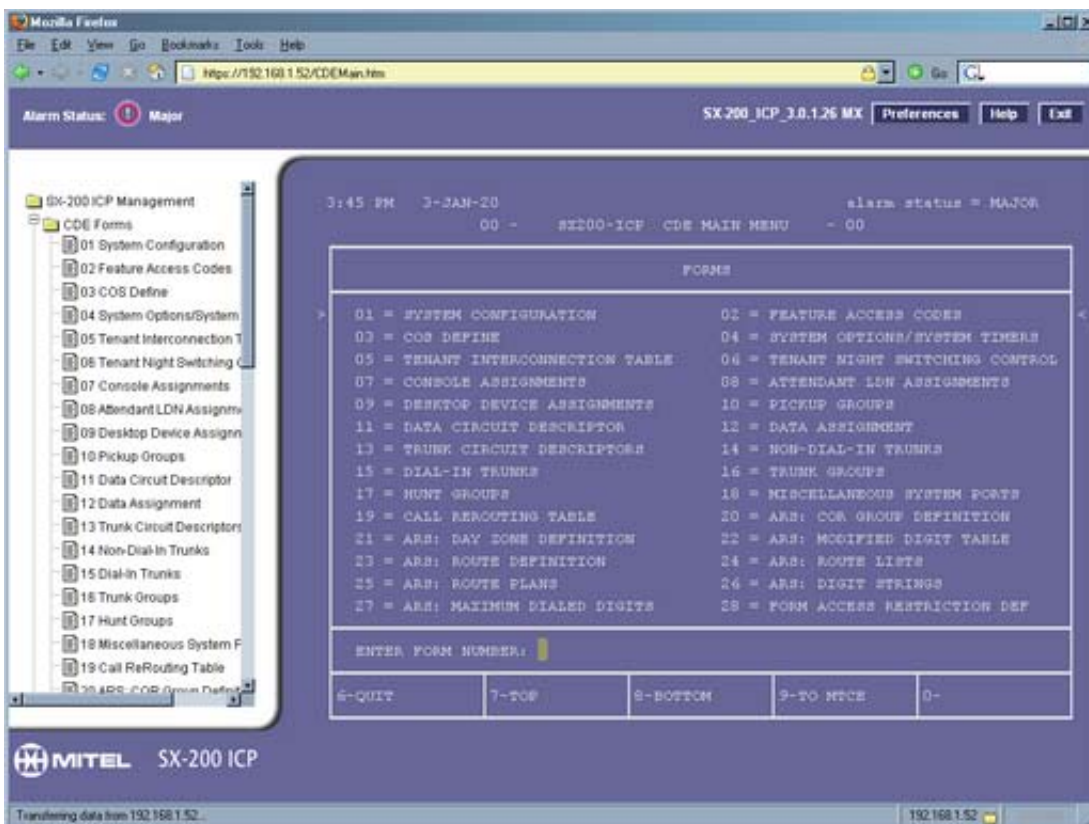 Mozilla Firefox
File Edit View Go Bookmarks Tools Help
https://192.168.1.52/CDEMain.htm
Go
Alarm Status: Major
SX-200_ICP_3.0.1.26 MX Preferences Help Exit
SX-200 ICP Management
CDE Forms
01 System Configuration
02 Feature Access Codes
03 COS Define
04 System Options/System
05 Tenant Interconnection T
06 Tenant Night Switching C
07 Console Assignments
08 Attendant LDN Assignm
09 Desktop Device Assignn
10 Pickup Groups
11 Data Circuit Descriptor
12 Data Assignment
13 Trunk Circuit Descriptors
14 Non-Dial-In Trunks
15 Dial-In Trunks
16 Trunk Groups
17 Hunt Groups
18 Miscellaneous System P
19 Call ReRouting Table
20 ARS: COR Group Definit
3:45 PM 3-JAN-20 alarm status = MAJOR
00 - SX200-ICP CDE MAIN MENU - 00
FORMS
> 01 = SYSTEM CONFIGURATION 02 = FEATURE ACCESS CODES <
03 = COS DEFINE 04 = SYSTEM OPTIONS/SYSTEM TIMERS
05 = TENANT INTERCONNECTION TABLE 06 = TENANT NIGHT SWITCHING CONTROL
07 = CONSOLE ASSIGNMENTS 08 = ATTENDANT LDN ASSIGNMENTS
09 = DESKTOP DEVICE ASSIGNMENTS 10 = PICKUP GROUPS
11 = DATA CIRCUIT DESCRIPTOR 12 = DATA ASSIGNMENT
13 = TRUNK CIRCUIT DESCRIPTORS 14 = NON-DIAL-IN TRUNKS
15 = DIAL-IN TRUNKS 16 = TRUNK GROUPS
17 = HUNT GROUPS 18 = MISCELLANEOUS SYSTEM PORTS
19 = CALL REROUTING TABLE 20 = ARS: COR GROUP DEFINITION
21 = ARS: DAY ZONE DEFINITION 22 = ARS: MODIFIED DIGIT TABLE
23 = ARS: ROUTE DEFINITION 24 = ARS: ROUTE LISTS
25 = ARS: ROUTE PLANS 26 = ARS: DIGIT STRINGS
27 = ARS: MAXIMUM DIALED DIGITS 28 = FORM ACCESS RESTRICTION DEF
ENTER FORM NUMBER:
6-QUIT 7-TOP 8-BOTTOM 9-TO MTCE 0-
MITEL SX-200 ICP
Transferring data from 192.168.1.52...
192.168.1.52